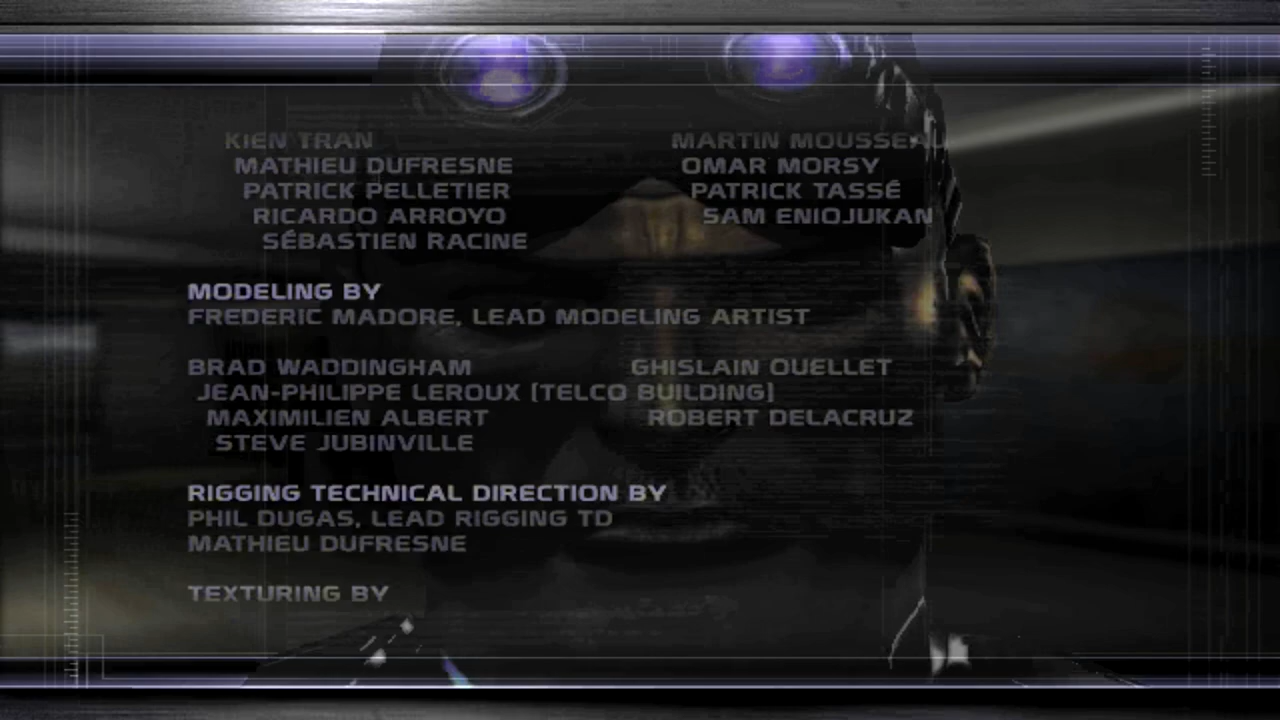 KIEN TRAN MARTIN MOUSSEAU
MATHIEU DUFRESNE OMAR MORSY
PATRICK PELLETIER PATRICK TASSÉ
RICARDO ARROYO SAM ENIOJUKAN
SÉBASTIEN RACINE
MODELING BY
FREDERIC MADORE, LEAD MODELING ARTIST
BRAD WADDINGHAM GHISLAIN OUELLET
JEAN-PHILIPPE LEROUX [TELCO BUILDING]
MAXIMILIEN ALBERT ROBERT DELACRUZ
STEVE JUBINVILLE
RIGGING TECHNICAL DIRECTION BY
PHIL DUGAS, LEAD RIGGING TD
MATHIEU DUFRESNE
TEXTURING BY